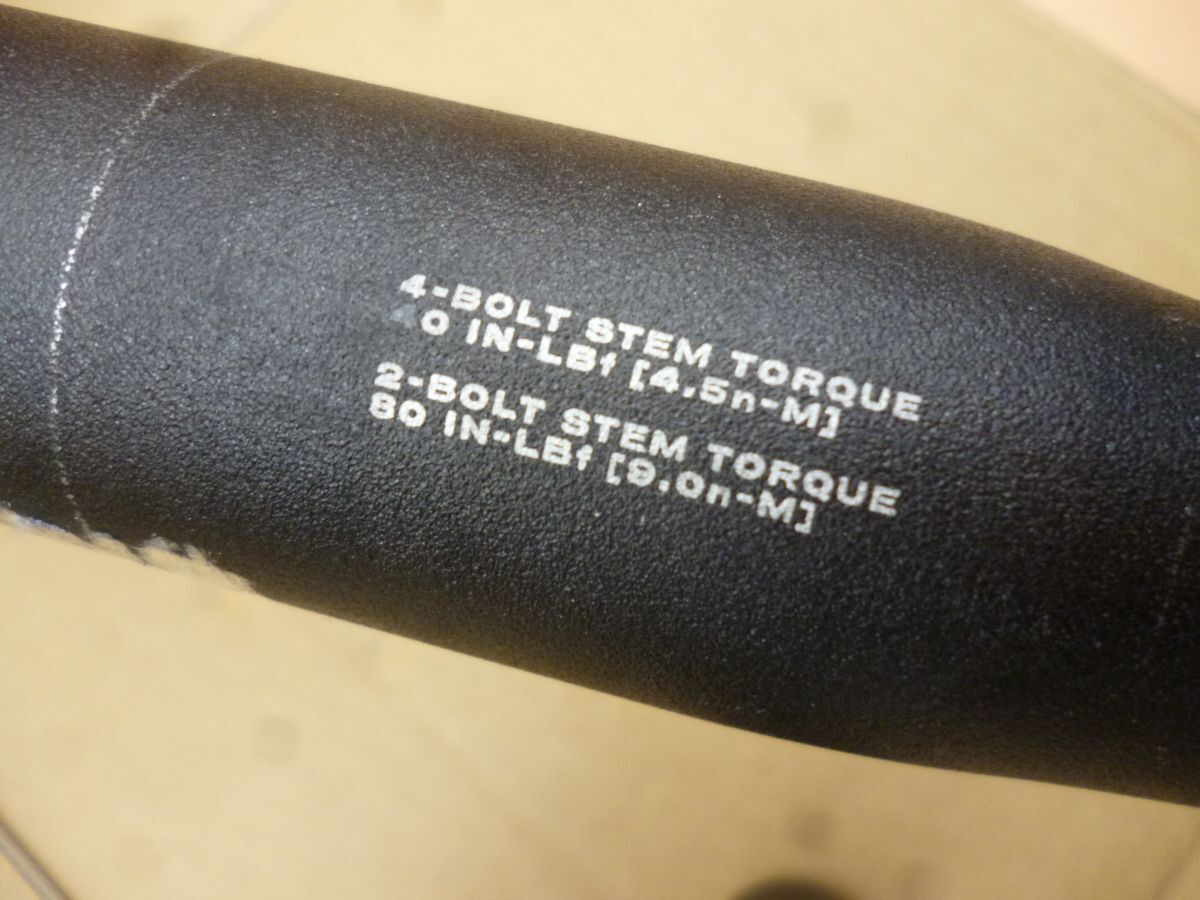 4-BOLT STEM TORQUE
40 IN-LBf [4.5n-M]
2-BOLT STEM TORQUE
80 IN-LBf [9.0n-M]